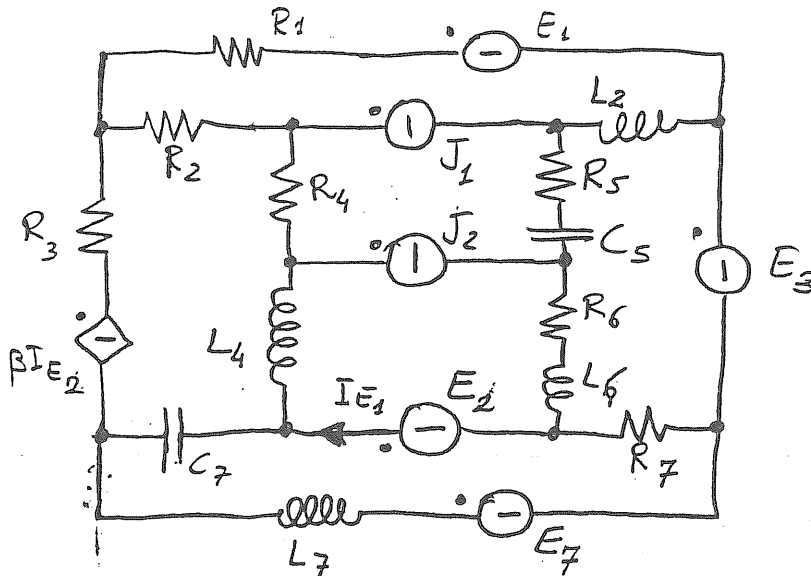 R1 E1
L2
R2 J1 R5
R4
R3 J2 C5 E3
R6
βIE2 L4
IE1 E2 L6
C7 R7
L7 E7